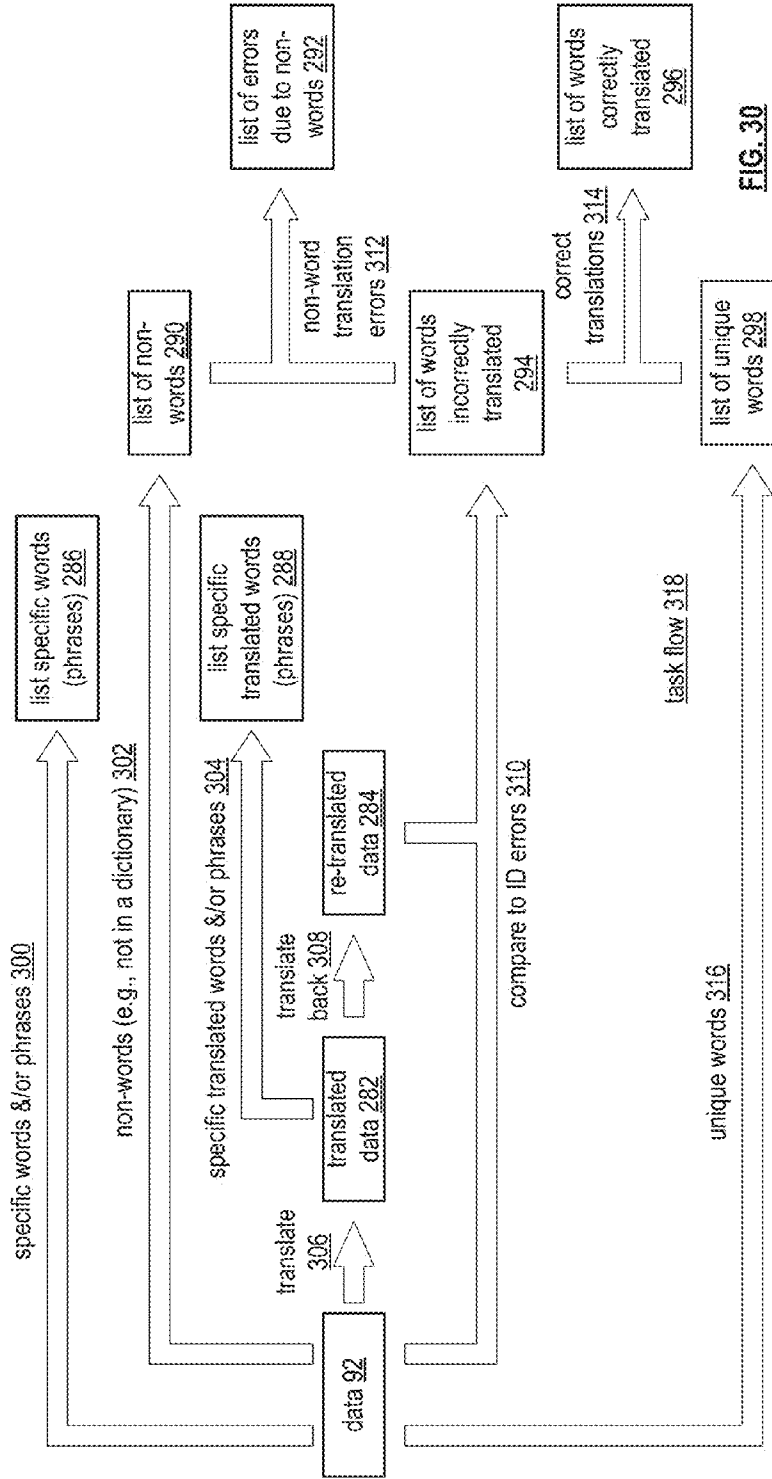 specific words &/or phrases 300
list specific words
(phrases) 286
non-words (e.g., not in a dictionary) 302
list of non-
words 290
specific translated words &/or phrases 304
list specific
translated words
(phrases) 288
list of errors
due to non-
words 292
non-word
translation
errors 312
data 92
translate
306
translated
data 282
translate
back 308
re-translated
data 284
compare to ID errors 310
list of words
incorrectly
translated
294
correct
translations 314
list of words
correctly
translated
296
unique words 316
task flow 318
list of unique
words 298
FIG. 30